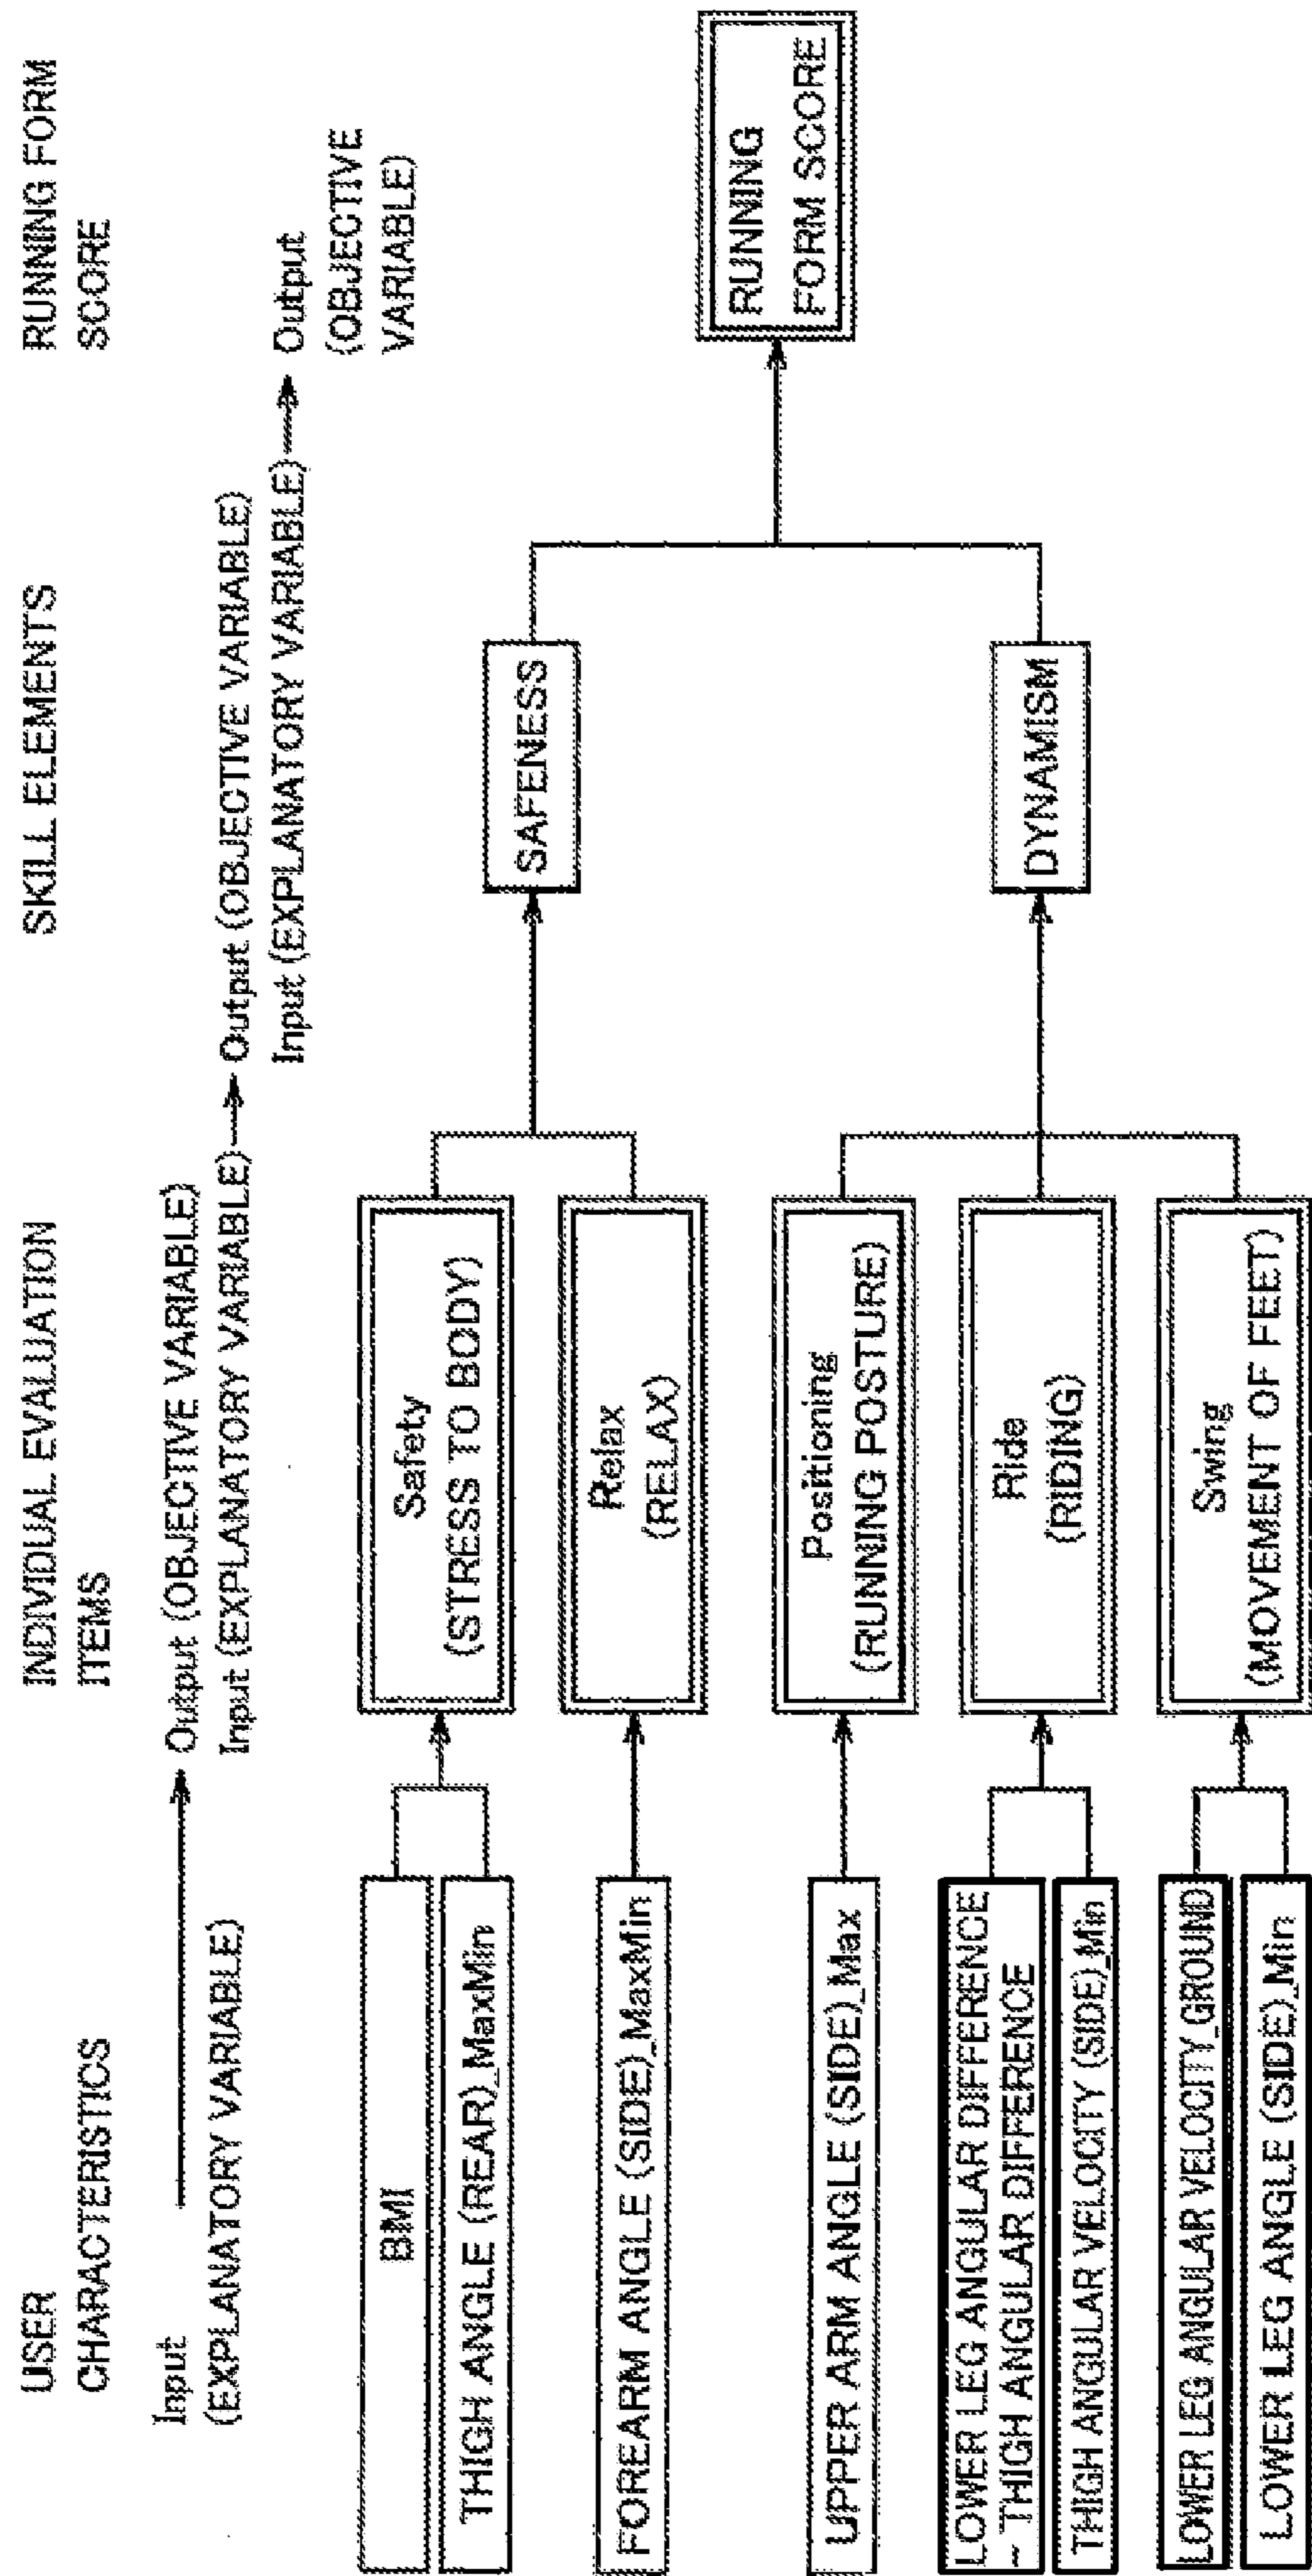 USER
CHARACTERISTICS
INDIVIDUAL EVALUATION
ITEMS
SKILL ELEMENTS
RUNNING FORM
SCORE
Input
(EXPLANATORY VARIABLE)
Output (OBJECTIVE VARIABLE)
Input (EXPLANATORY VARIABLE)
Output (OBJECTIVE VARIABLE)
Input (EXPLANATORY VARIABLE)
Output
(OBJECTIVE
VARIABLE)
BMI
THIGH ANGLE (REAR)_MaxMin
Safety
(STRESS TO BODY)
FOREARM ANGLE (SIDE)_MaxMin
Relax
(RELAX)
SAFENESS
UPPER ARM ANGLE (SIDE)_Max
Positioning
(RUNNING POSTURE)
LOWER LEG ANGULAR DIFFERENCE
~ THIGH ANGULAR DIFFERENCE
THIGH ANGULAR VELOCITY (SIDE)_Min
Ride
(RIDING)
LOWER LEG ANGULAR VELOCITY_GROUND
LOWER LEG ANGLE (SIDE)_Min
Swing
(MOVEMENT OF FEET)
DYNAMISM
RUNNING
FORM SCORE